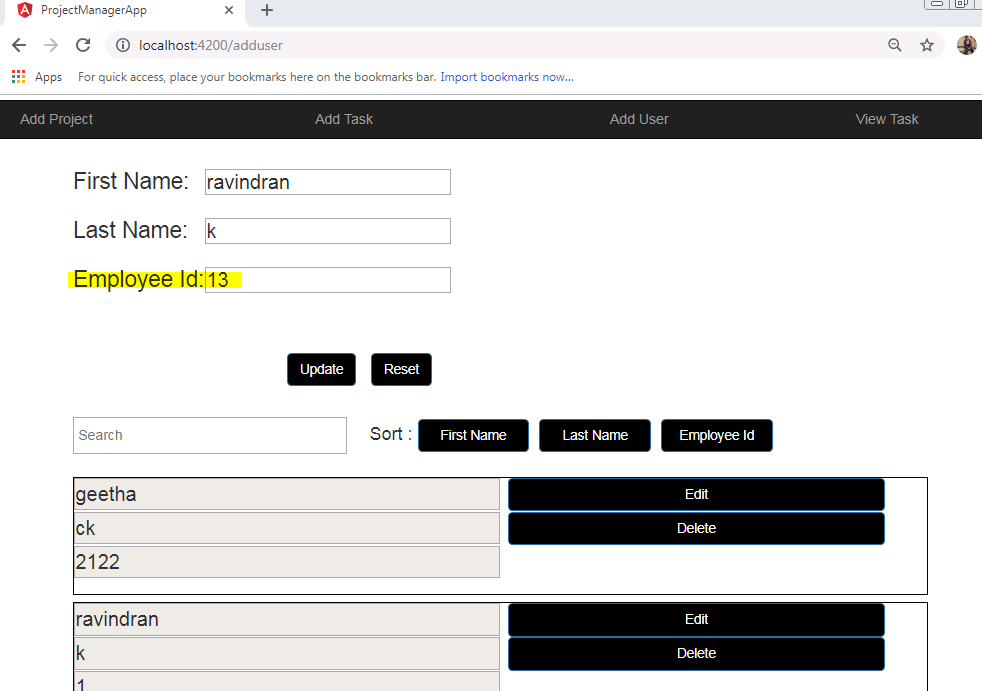 ProjectManagerApp
localhost:4200/adduser
Apps For quick access, place your bookmarks here on the bookmarks bar. Import bookmarks now...
Add Project Add Task Add User View Task
First Name: ravindran
Last Name: k
Employee Id: 13
Update Reset
Search Sort : First Name Last Name Employee Id
geetha Edit
ck Delete
2122
ravindran Edit
k Delete
1